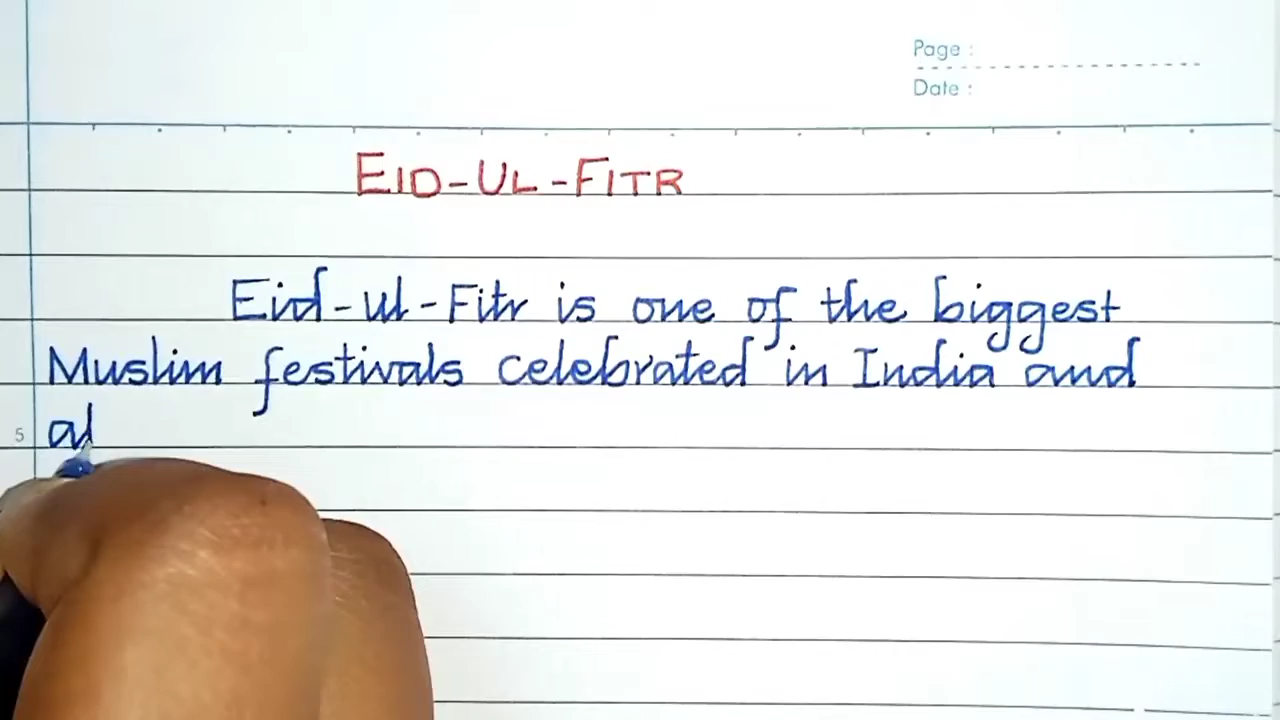 Page :
Date :
EID-UL-FITR
Eid-ul-Fitr is one of the biggest
Muslim festivals celebrated in India and
5 al